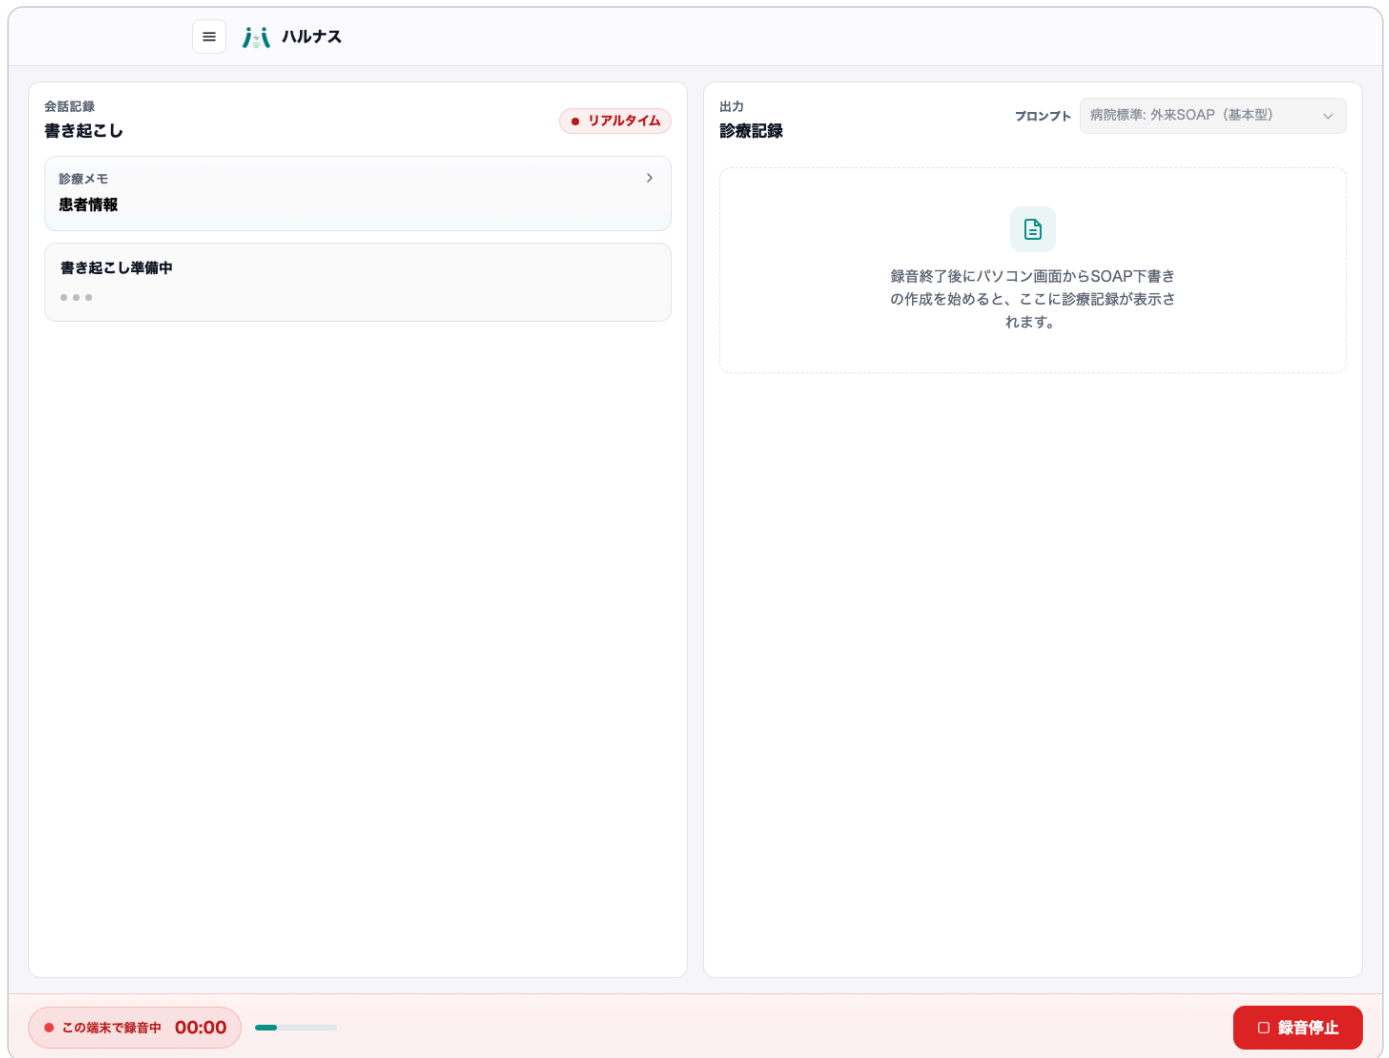 ハルナス
会話記録
書き起こし
リアルタイム
診療メモ
患者情報
書き起こし準備中
出力
診療記録
プロンプト
病院標準: 外来SOAP（基本型）
録音終了後にパソコン画面からSOAP下書き
の作成を始めると、ここに診療記録が表示さ
れます。
この端末で録音中 00:00
録音停止